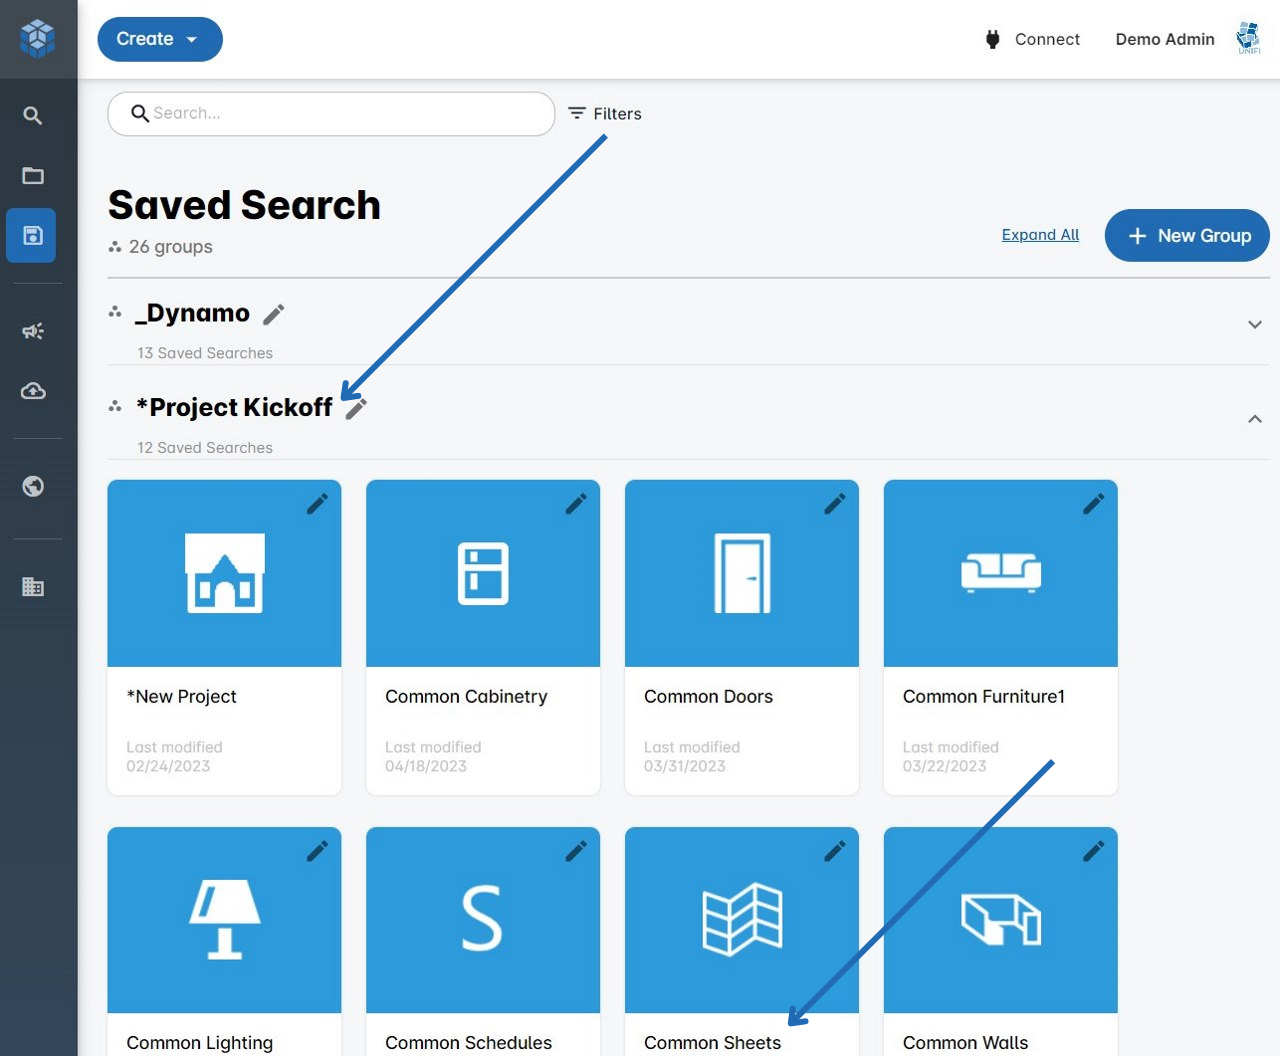 Create
Connect
Demo Admin
UNIFI
Search...
Filters
Saved Search
26 groups
Expand All
+ New Group
_Dynamo
13 Saved Searches
*Project Kickoff
12 Saved Searches
*New Project
Last modified
02/24/2023
Common Cabinetry
Last modified
04/18/2023
Common Doors
Last modified
03/31/2023
Common Furniture1
Last modified
03/22/2023
S
Common Lighting
Common Schedules
Common Sheets
Common Walls